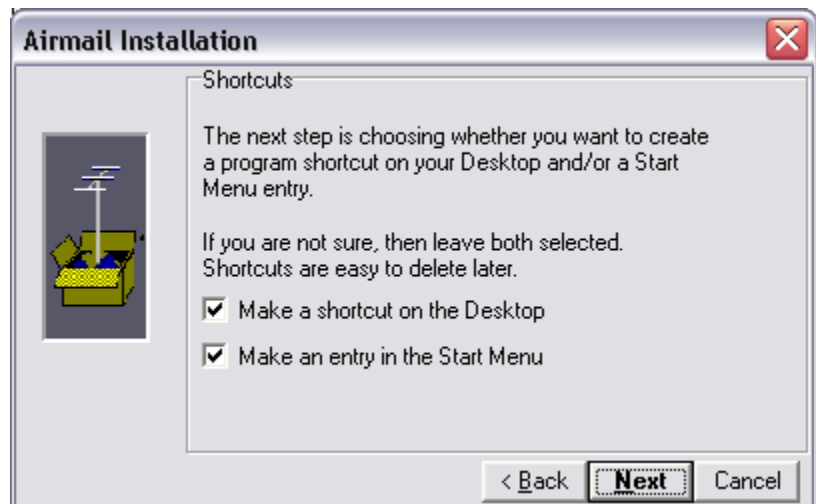 Airmail Installation
Shortcuts
The next step is choosing whether you want to create
a program shortcut on your Desktop and/or a Start
Menu entry.
If you are not sure, then leave both selected.
Shortcuts are easy to delete later.
Make a shortcut on the Desktop
Make an entry in the Start Menu
< Back Next Cancel